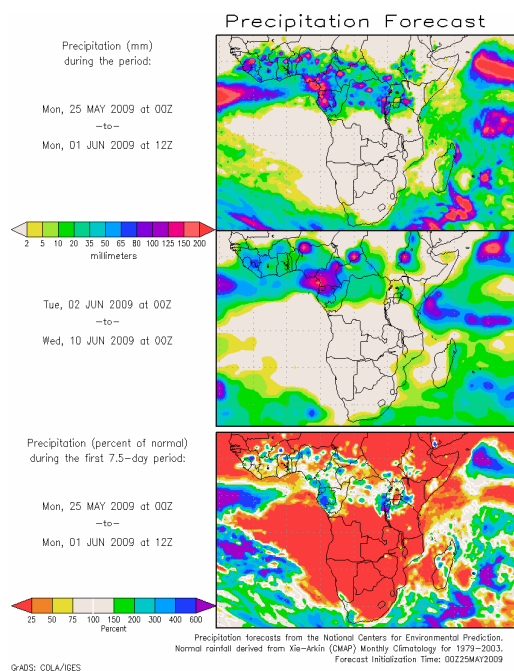 Precipitation Forecast
Precipitation (mm)
during the period:
Mon, 25 MAY 2009 at 00Z
—to—
Mon, 01 JUN 2009 at 12Z
2 5 10 20 35 50 65 80 100 125 150 200
millimeters
Tue, 02 JUN 2009 at 00Z
—to—
Wed, 10 JUN 2009 at 00Z
Precipitation (percent of normal)
during the first 7.5-day period:
Mon, 25 MAY 2009 at 00Z
—to—
Mon, 01 JUN 2009 at 12Z
25 50 75 100 150 200 300 400 600
Percent
Precipitation forecasts from the National Centers for Environmental Prediction.
Normal rainfall derived from Xie-Arkin (CMAP) Monthly Climatology for 1979-2003.
Forecast Initialization Time: 00Z25MAY2009
GrADS: COLA/IGES